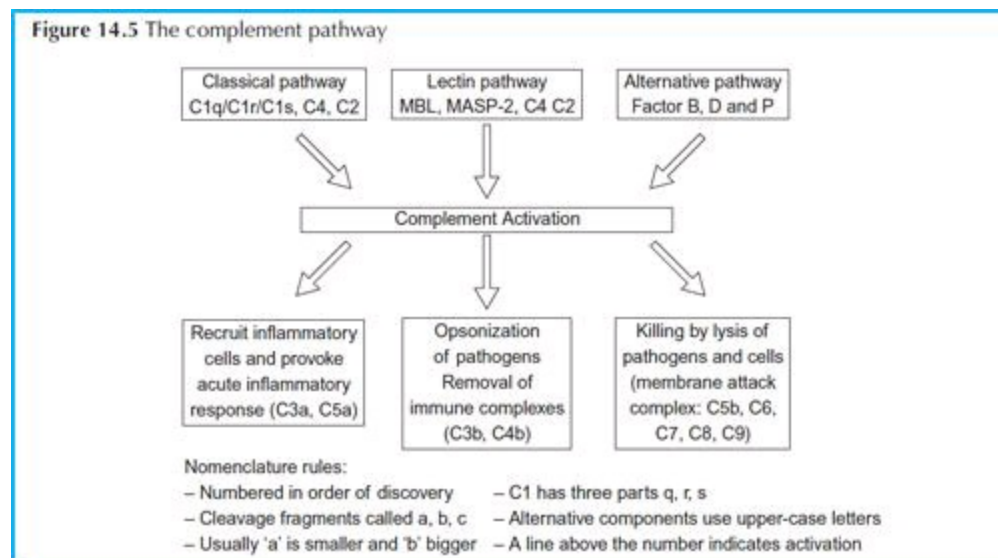 Figure 14.5 The complement pathway
Classical pathway
C1q/C1r/C1s, C4, C2
Lectin pathway
MBL, MASP-2, C4 C2
Alternative pathway
Factor B, D and P
Complement Activation
Recruit inflammatory
cells and provoke
acute inflammatory
response (C3a, C5a)
Opsonization
of pathogens
Removal of
immune complexes
(C3b, C4b)
Killing by lysis of
pathogens and cells
(membrane attack
complex: C5b, C6,
C7, C8, C9)
Nomenclature rules:
– Numbered in order of discovery
– Cleavage fragments called a, b, c
– Usually ‘a’ is smaller and ‘b’ bigger
– C1 has three parts q, r, s
– Alternative components use upper-case letters
– A line above the number indicates activation